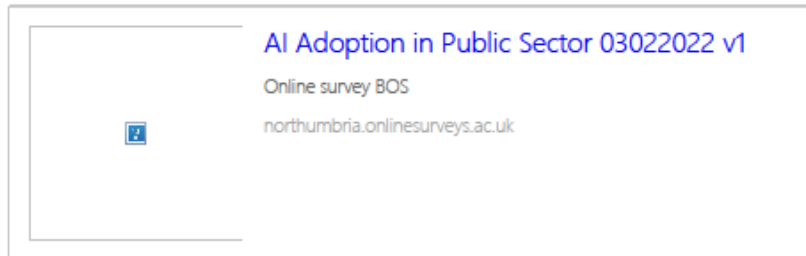 AI Adoption in Public Sector 03022022 v1
Online survey BOS
northumbria.onlinesurveys.ac.uk